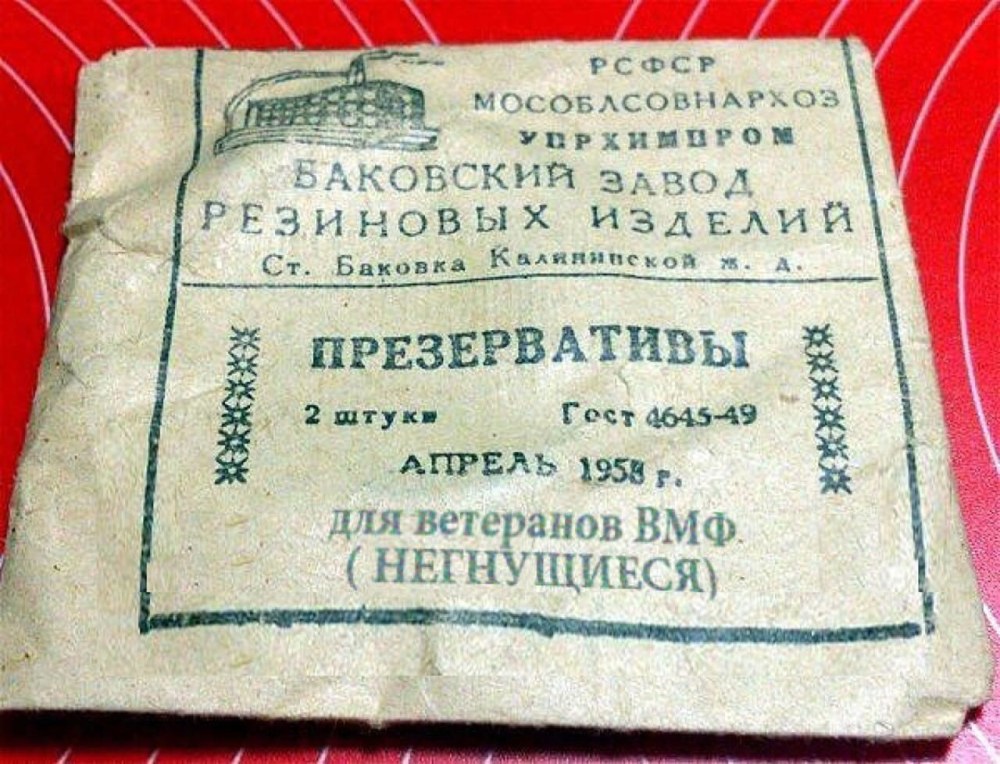 РСФСР
МОСОБЛСОВНАРХОЗ
УПРХИМПРОМ
БАКОВСКИЙ ЗАВОД
РЕЗИНОВЫХ ИЗДЕЛИЙ
Ст. Баковка Калининской ж. д.
ПРЕЗЕРВАТИВЫ
2 штуки Гост 4645-49
АПРЕЛЬ 1958 г.
для ветеранов ВМФ
( НЕГНУЩИЕСЯ)